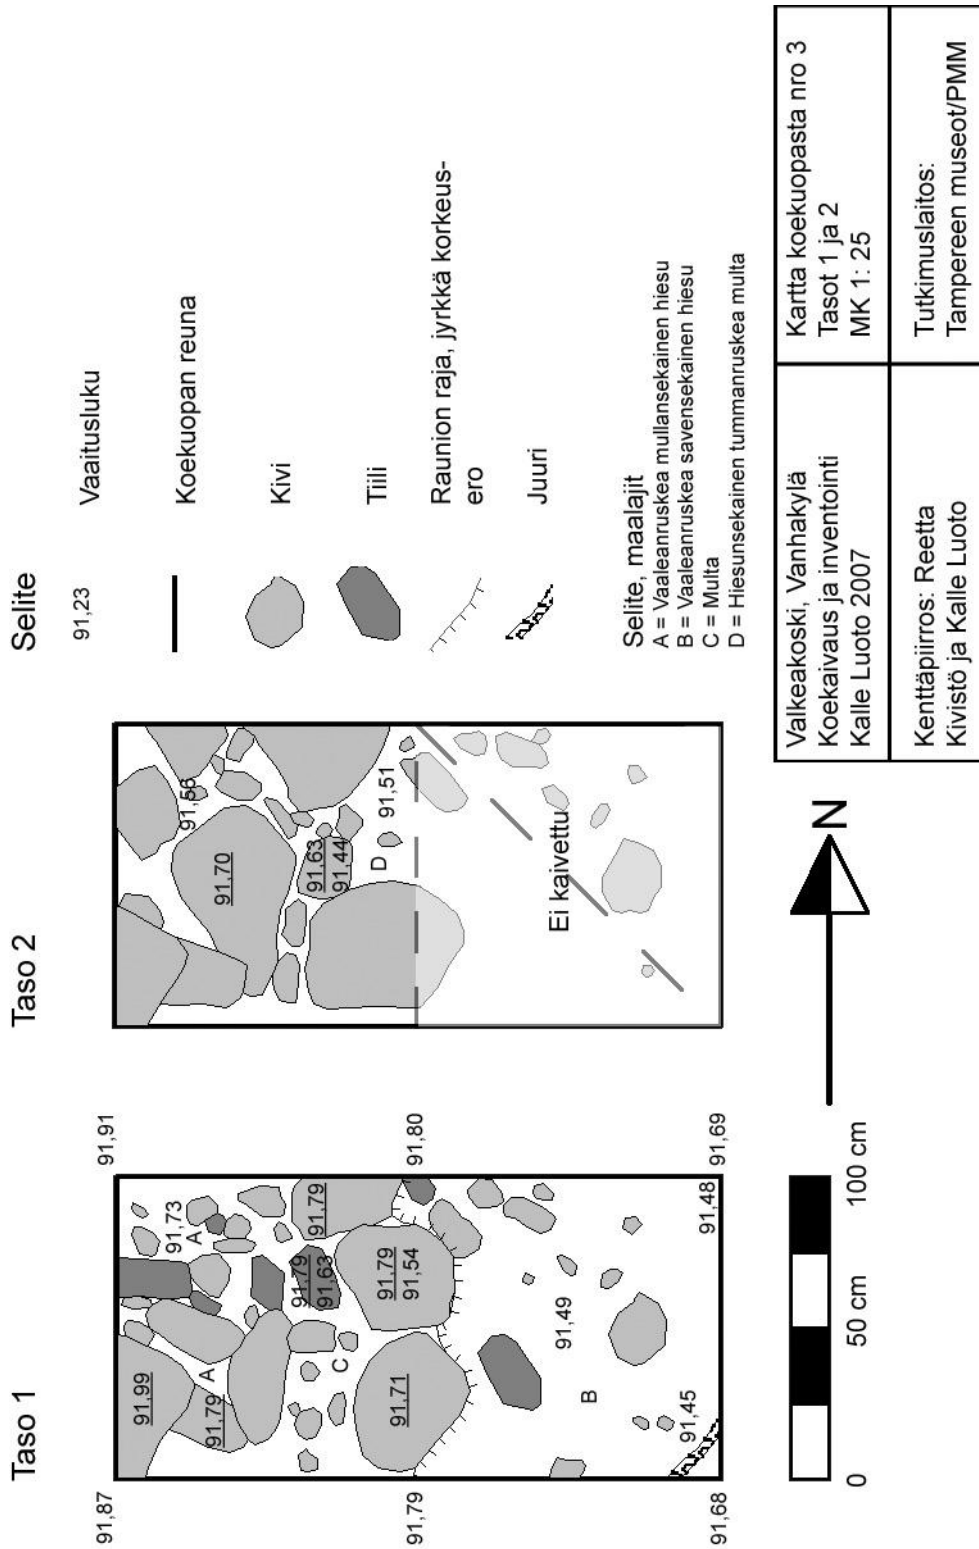 Taso 1
91,87
91,79
91,68
91,91
91,80
91,69
91,99
91,79
A
91,73
A
91,79
91,79
91,63
C
91,71
91,79
91,54
91,49
B
91,45
91,48
0
50 cm
100 cm
Taso 2
91,56
91,70
91,63
91,44
D
91,51
Ei kaivettu
N
Selite
91,23
Vaaitusluku
Koekuopan reuna
Kivi
Tiili
Raunion raja, jyrkkä korkeus-
ero
Juuri
Selite, maalajit
A = Vaaleanruskea mullansekainen hiesu
B = Vaaleanruskea savensekainen hiesu
C = Multa
D = Hiesunsekainen tummanruskea multa
Valkeakoski, Vanhakylä
Koekaivaus ja inventointi
Kalle Luoto 2007
Kartta koekuopasta nro 3
Tasot 1 ja 2
MK 1: 25
Kenttäpiirros: Reetta
Kivistö ja Kalle Luoto
Tutkimuslaitos:
Tampereen museot/PMM